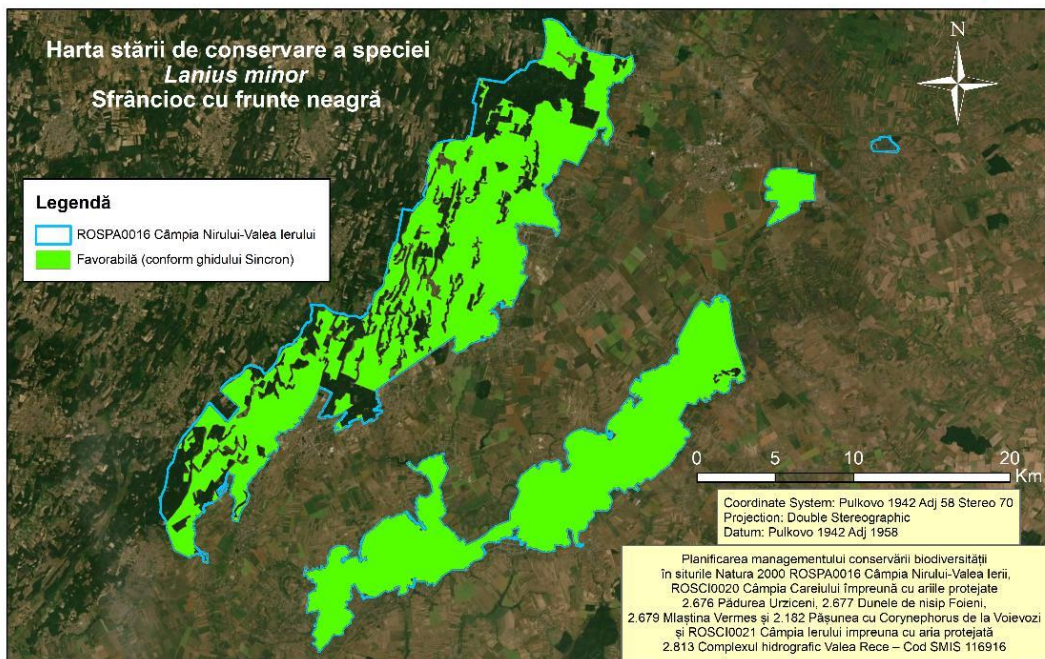 Harta stării de conservare a speciei
Lanius minor
Sfrâncioc cu frunte neagră
N
Legendă
ROSPA0016 Câmpia Nirului-Valea Ierului
Favorabilă (conform ghidului Sincron)
0 5 10 20
Km
Coordinate System: Pulkovo 1942 Adj 58 Stereo 70
Projection: Double Stereographic
Datum: Pulkovo 1942 Adj 1958
Planificarea managementului conservării biodiversității
în siturile Natura 2000 ROSPA0016 Câmpia Nirului-Valea Ierii,
ROSCI0020 Câmpia Careiului împreună cu ariile protejate
2.676 Pădurea Urziceni, 2.677 Dunele de nisip Foieni,
2.679 Mlaștina Vermes și 2.182 Pășunea cu Corynephorus de la Voievozi
și ROSCI0021 Câmpia Ierului impreuna cu aria protejată
2.813 Complexul hidrografic Valea Rece – Cod SMIS 116916